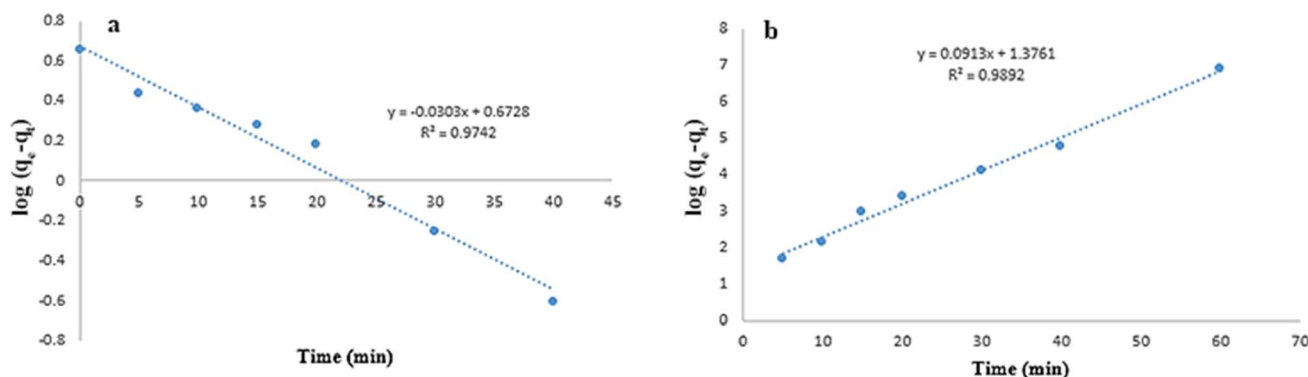 a
0.8
0.6
0.4
0.2
0
-0.2
-0.4
-0.6
-0.8
0 5 10 15 20 25 30 35 40 45
y = -0.0303x + 0.6728
R² = 0.9742
log (qe-qt)
Time (min)
b
8
7
6
5
4
3
2
1
0
0 10 20 30 40 50 60 70
y = 0.0913x + 1.3761
R² = 0.9892
log (qe-qt)
Time (min)